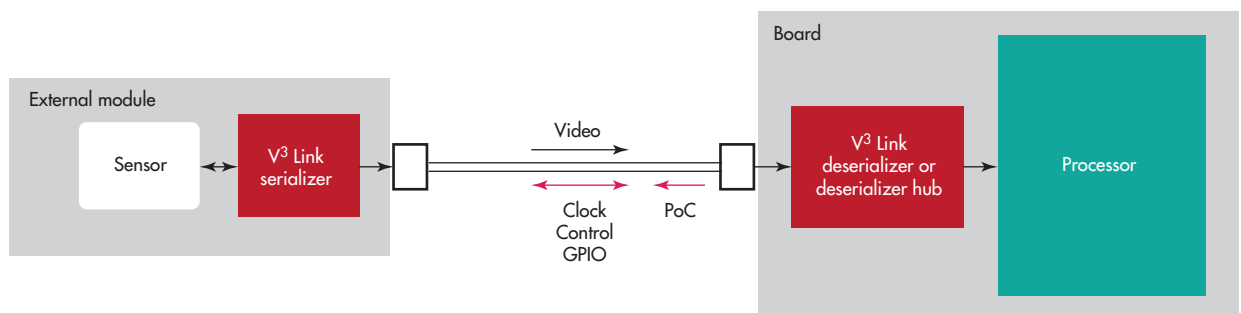 External module
Sensor
V³ Link
serializer
Video
Clock
Control
GPIO
PoC
Board
V³ Link
deserializer or
deserializer hub
Processor